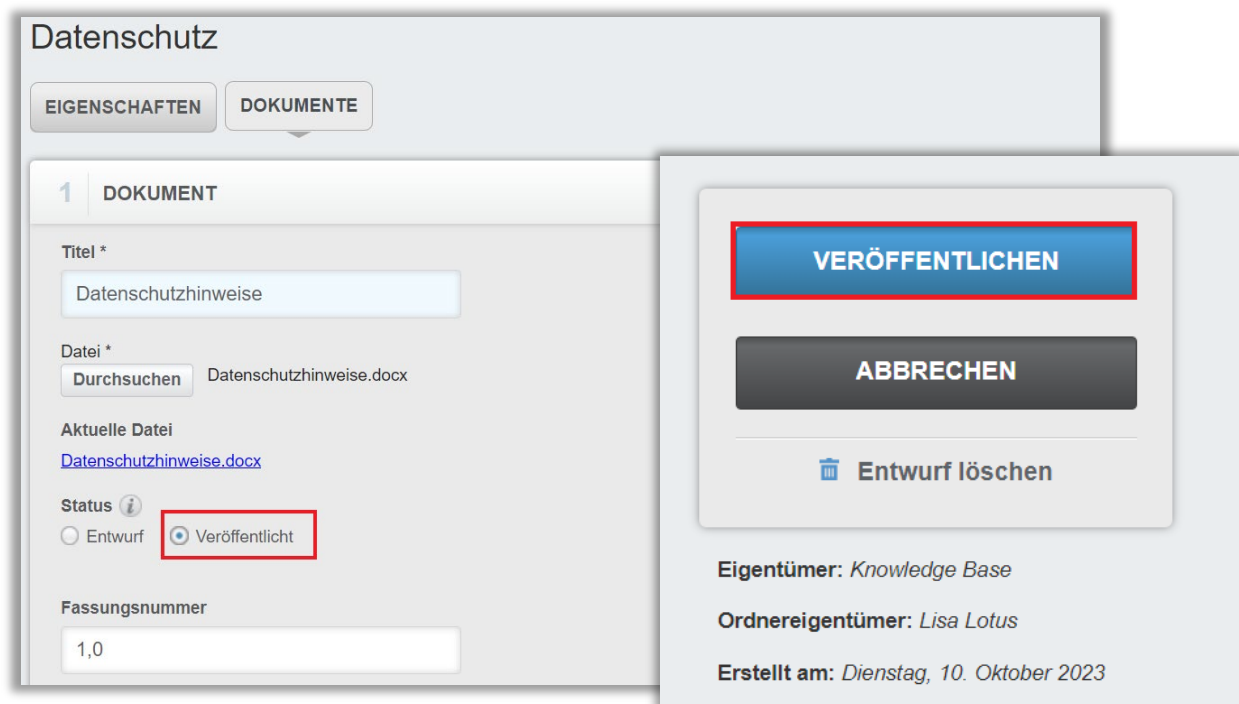 Datenschutz
EIGENSCHAFTEN
DOKUMENTE
1 DOKUMENT
Titel *
Datenschutzhinweise
Datei *
Durchsuchen Datenschutzhinweise.docx
Aktuelle Datei
Datenschutzhinweise.docx
Status i
Entwurf Veröffentlicht
Fassungsnummer
1,0
VERÖFFENTLICHEN
ABBRECHEN
Entwurf löschen
Eigentümer: Knowledge Base
Ordnereigentümer: Lisa Lotus
Erstellt am: Dienstag, 10. Oktober 2023